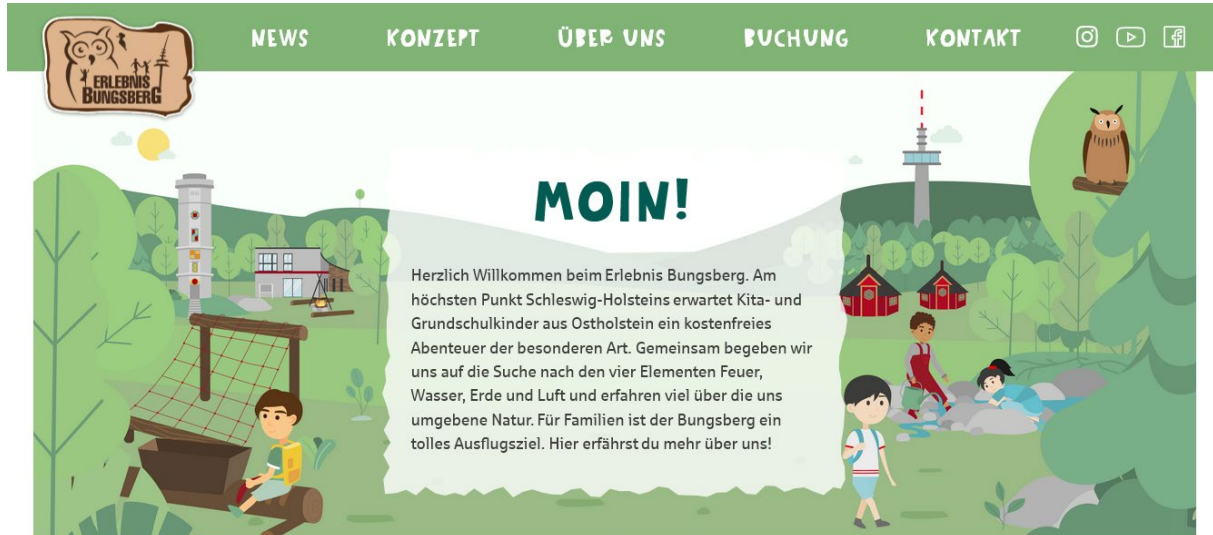 NEWS KONZEPT ÜBER UNS BUCHUNG KONTAKT
ERLEBNIS
BUNGSBERG
MOIN!
Herzlich Willkommen beim Erlebnis Bungsberg. Am
höchsten Punkt Schleswig-Holsteins erwartet Kita- und
Grundschulkinder aus Ostholstein ein kostenfreies
Abenteuer der besonderen Art. Gemeinsam begeben wir
uns auf die Suche nach den vier Elementen Feuer,
Wasser, Erde und Luft und erfahren viel über die uns
umgebene Natur. Für Familien ist der Bungsberg ein
tolles Ausflugsziel. Hier erfährst du mehr über uns!